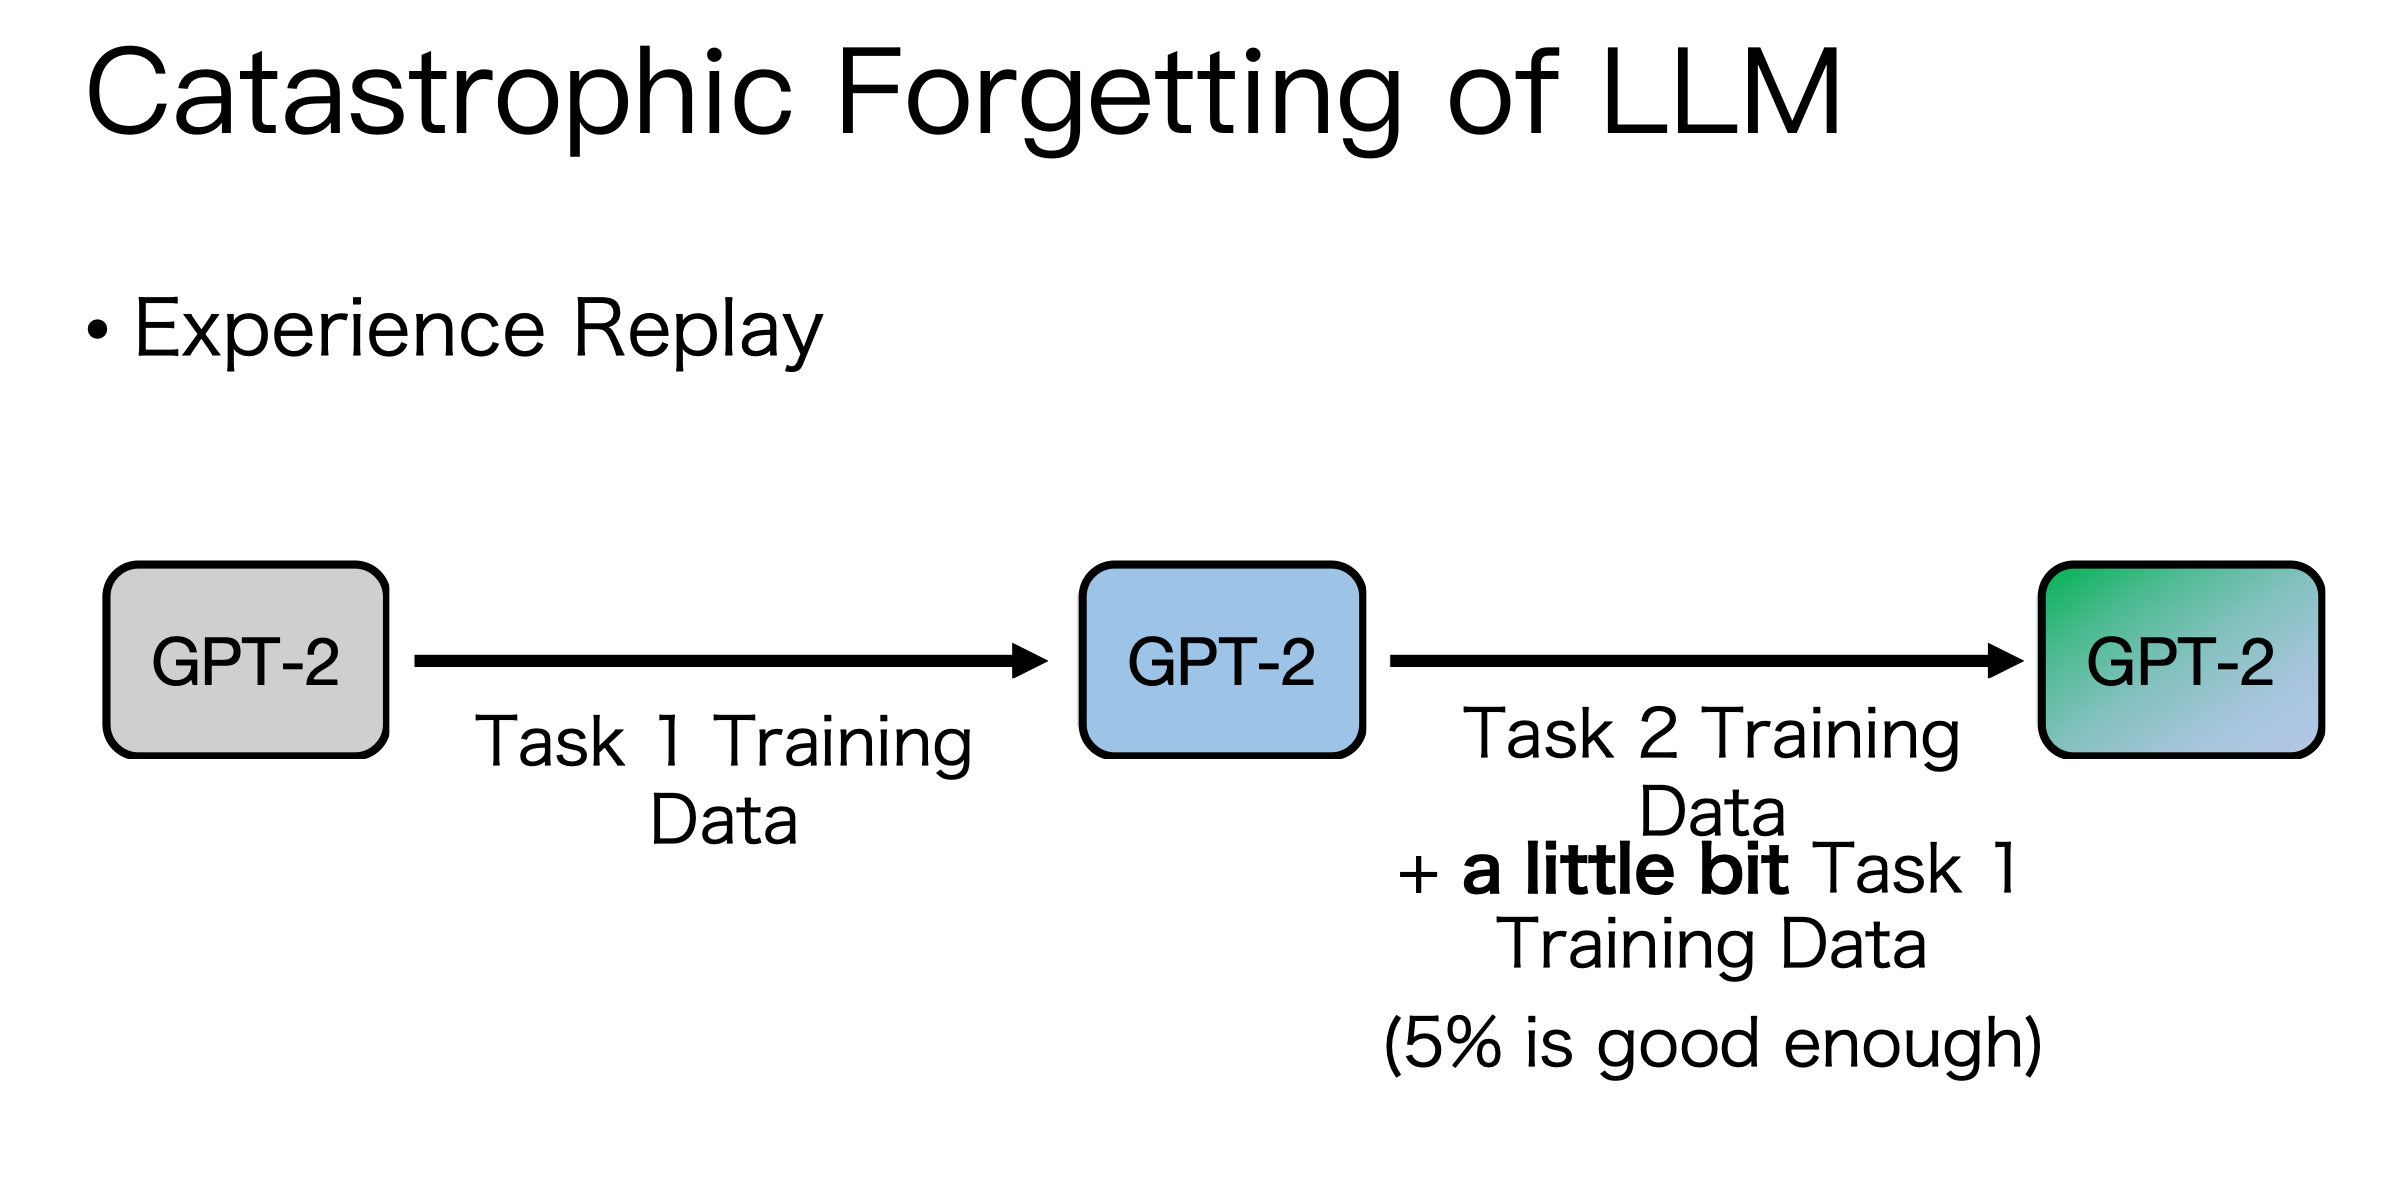 Catastrophic Forgetting of LLM
• Experience Replay
GPT-2
Task 1 Training
Data
GPT-2
Task 2 Training
Data
+ a little bit Task 1
Training Data
(5% is good enough)
GPT-2